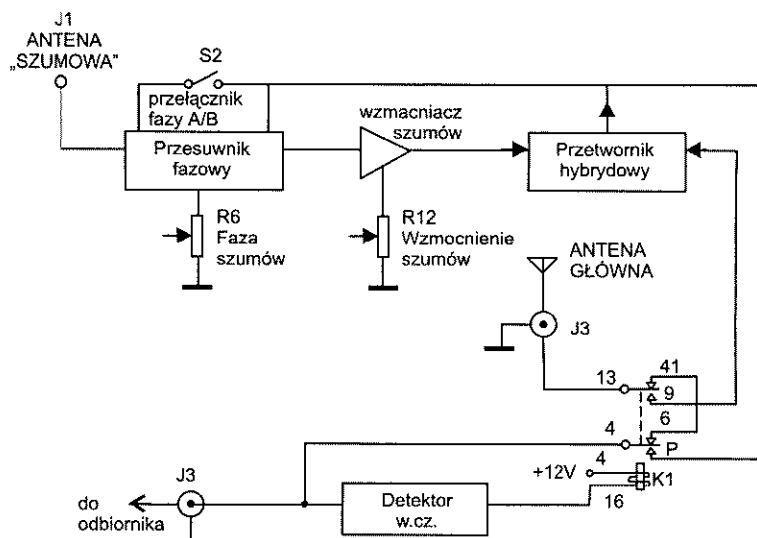 J1
ANTENA
„SZUMOWA"
S2
przełącznik
fazy A/B
Przesuwnik
fazowy
wzmacniacz
szumów
Przetwornik
hybrydowy
R6
Faza
szumów
R12
Wzmocnienie
szumów
ANTENA
GŁÓWNA
J3
13
41
9
6
4
P
4
+12V
K1
16
J3
do
odbiornika
Detektor
w.cz.